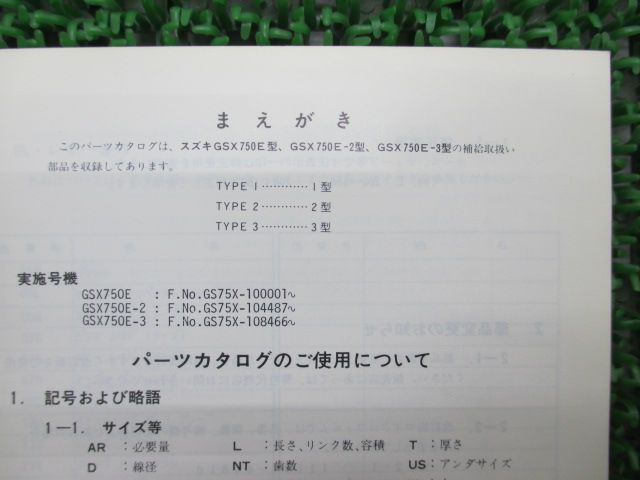 まえがき
このパーツカタログは、スズキGSX750E型、GSX750E-2型、GSX750E-3型の補給取扱い
部品を収録してあります。
TYPE 1 ………… 1型
TYPE 2 ………… 2型
TYPE 3 ………… 3型
実施号機
GSX750E : F.No.GS75X-100001~
GSX750E-2 : F.No.GS75X-104487~
GSX750E-3 : F.No.GS75X-108466~
パーツカタログのご使用について
1. 記号および略語
1-1. サイズ等
AR :必要量 L :長さ、リンク数、容積 T :厚さ
D :線径 NT :歯数 US:アンダサイズ